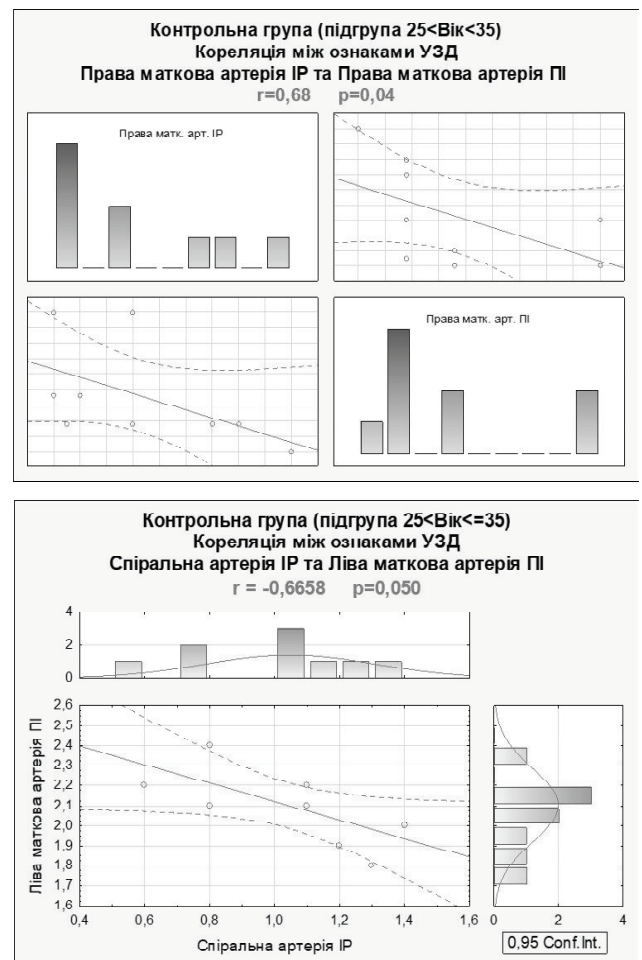 Контрольна група (підгрупа 25<Вік<35)
Кореляція між ознаками УЗД
Права маткова артерія ІР та Права маткова артерія ПІ
r=0,68 p=0,04
Права матк. арт. ІР
Права матк. арт. ПІ
Контрольна група (підгрупа 25<Вік<=35)
Кореляція між ознаками УЗД
Спіральна артерія ІР та Ліва маткова артерія ПІ
r = -0,6658 p=0,050
4
2
0
2,6
2,5
2,4
2,3
2,2
2,1
2,0
1,9
1,8
1,7
1,6
Ліва маткова артерія ПІ
0,4 0,6 0,8 1,0 1,2 1,4 1,6
Спіральна артерія ІР
0 2 4
0,95 Conf.Int.